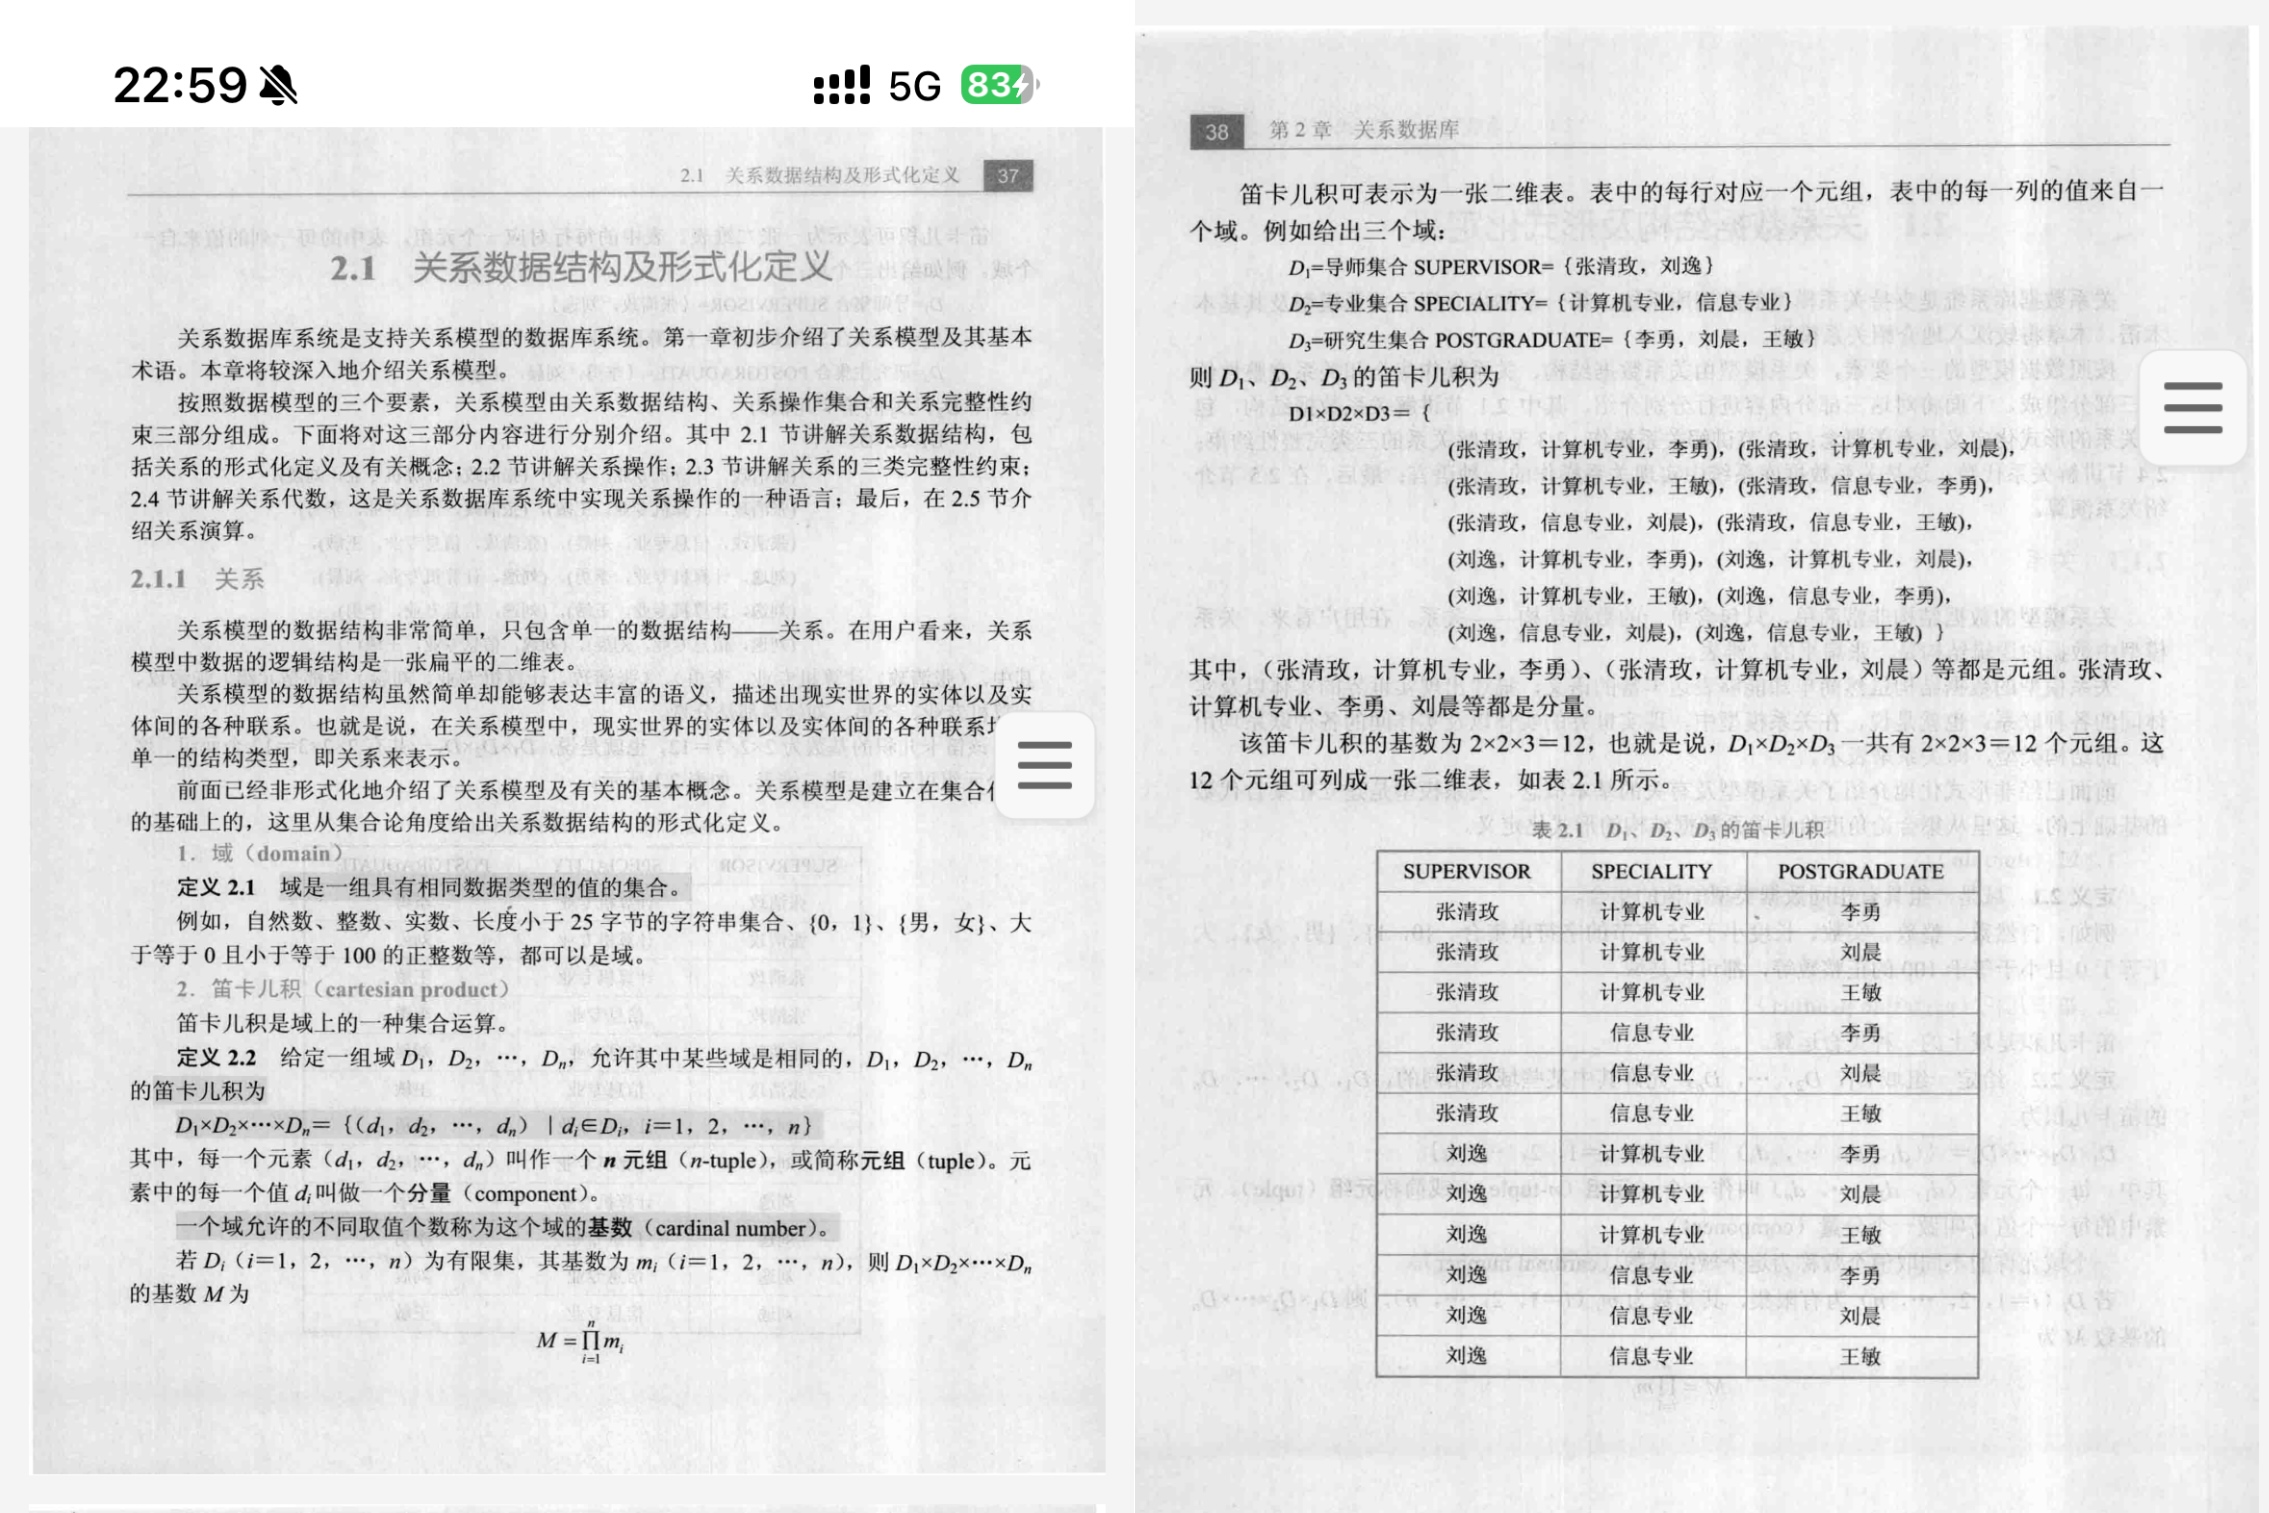 22:59
5G 83
2.1 关系数据结构及形式化定义 37
2.1 关系数据结构及形式化定义
关系数据库系统是支持关系模型的数据库系统。第一章初步介绍了关系模型及其基本
术语。本章将较深入地介绍关系模型。
按照数据模型的三个要素，关系模型由关系数据结构、关系操作集合和关系完整性约
束三部分组成。下面将对这三部分内容进行分别介绍。其中 2.1 节讲解关系数据结构，包
括关系的形式化定义及有关概念；2.2 节讲解关系操作；2.3 节讲解关系的三类完整性约束；
2.4 节讲解关系代数，这是关系数据库系统中实现关系操作的一种语言；最后，在 2.5 节介
绍关系演算。
2.1.1 关系
关系模型的数据结构非常简单，只包含单一的数据结构——关系。在用户看来，关系
模型中数据的逻辑结构是一张扁平的二维表。
关系模型的数据结构虽然简单却能够表达丰富的语义，描述出现实世界的实体以及实
体间的各种联系。也就是说，在关系模型中，现实世界的实体以及实体间的各种联系
单一的结构类型，即关系来表示。
前面已经非形式化地介绍了关系模型及有关的基本概念。关系模型是建立在集合
的基础上的，这里从集合论角度给出关系数据结构的形式化定义。
1．域（domain）
定义 2.1 域是一组具有相同数据类型的值的集合。
例如，自然数、整数、实数、长度小于 25 字节的字符串集合、{0，1}、{男，女}、大
于等于 0 且小于等于 100 的正整数等，都可以是域。
2．笛卡儿积（cartesian product）
笛卡儿积是域上的一种集合运算。
定义 2.2 给定一组域 D₁，D₂，…，Dₙ，允许其中某些域是相同的，D₁，D₂，…，Dₙ
的笛卡儿积为
D₁×D₂×…×Dₙ＝{(d₁，d₂，…，dₙ）| dᵢ∈Dᵢ，i＝1，2，…，n}
其中，每一个元素（d₁，d₂，…，dₙ）叫作一个 n 元组（n-tuple），或简称元组（tuple）。元
素中的每一个值 dᵢ 叫做一个分量（component）。
一个域允许的不同取值个数称为这个域的基数（cardinal number）。
若 Dᵢ（i＝1，2，…，n）为有限集，其基数为 mᵢ（i＝1，2，…，n），则 D₁×D₂×…×Dₙ
的基数 M 为
n
M = ∏ mᵢ
i=1
38 第 2 章 关系数据库
笛卡儿积可表示为一张二维表。表中的每行对应一个元组，表中的每一列的值来自一
个域。例如给出三个域：
D₁=导师集合 SUPERVISOR=｛张清玫，刘逸｝
D₂=专业集合 SPECIALITY=｛计算机专业，信息专业｝
D₃=研究生集合 POSTGRADUATE=｛李勇，刘晨，王敏｝
则 D₁、D₂、D₃ 的笛卡儿积为
D1×D2×D3＝｛
(张清玫，计算机专业，李勇)，(张清玫，计算机专业，刘晨)，
(张清玫，计算机专业，王敏)，(张清玫，信息专业，李勇)，
(张清玫，信息专业，刘晨)，(张清玫，信息专业，王敏)，
(刘逸，计算机专业，李勇)，(刘逸，计算机专业，刘晨)，
(刘逸，计算机专业，王敏)，(刘逸，信息专业，李勇)，
(刘逸，信息专业，刘晨)，(刘逸，信息专业，王敏) ｝
其中，（张清玫，计算机专业，李勇）、（张清玫，计算机专业，刘晨）等都是元组。张清玫、
计算机专业、李勇、刘晨等都是分量。
该笛卡儿积的基数为 2×2×3＝12，也就是说，D₁×D₂×D₃ 一共有 2×2×3＝12 个元组。这
12 个元组可列成一张二维表，如表 2.1 所示。
表 2.1 D₁、D₂、D₃ 的笛卡儿积
SUPERVISOR SPECIALITY POSTGRADUATE
张清玫 计算机专业 李勇
张清玫 计算机专业 刘晨
张清玫 计算机专业 王敏
张清玫 信息专业 李勇
张清玫 信息专业 刘晨
张清玫 信息专业 王敏
刘逸 计算机专业 李勇
刘逸 计算机专业 刘晨
刘逸 计算机专业 王敏
刘逸 信息专业 李勇
刘逸 信息专业 刘晨
刘逸 信息专业 王敏